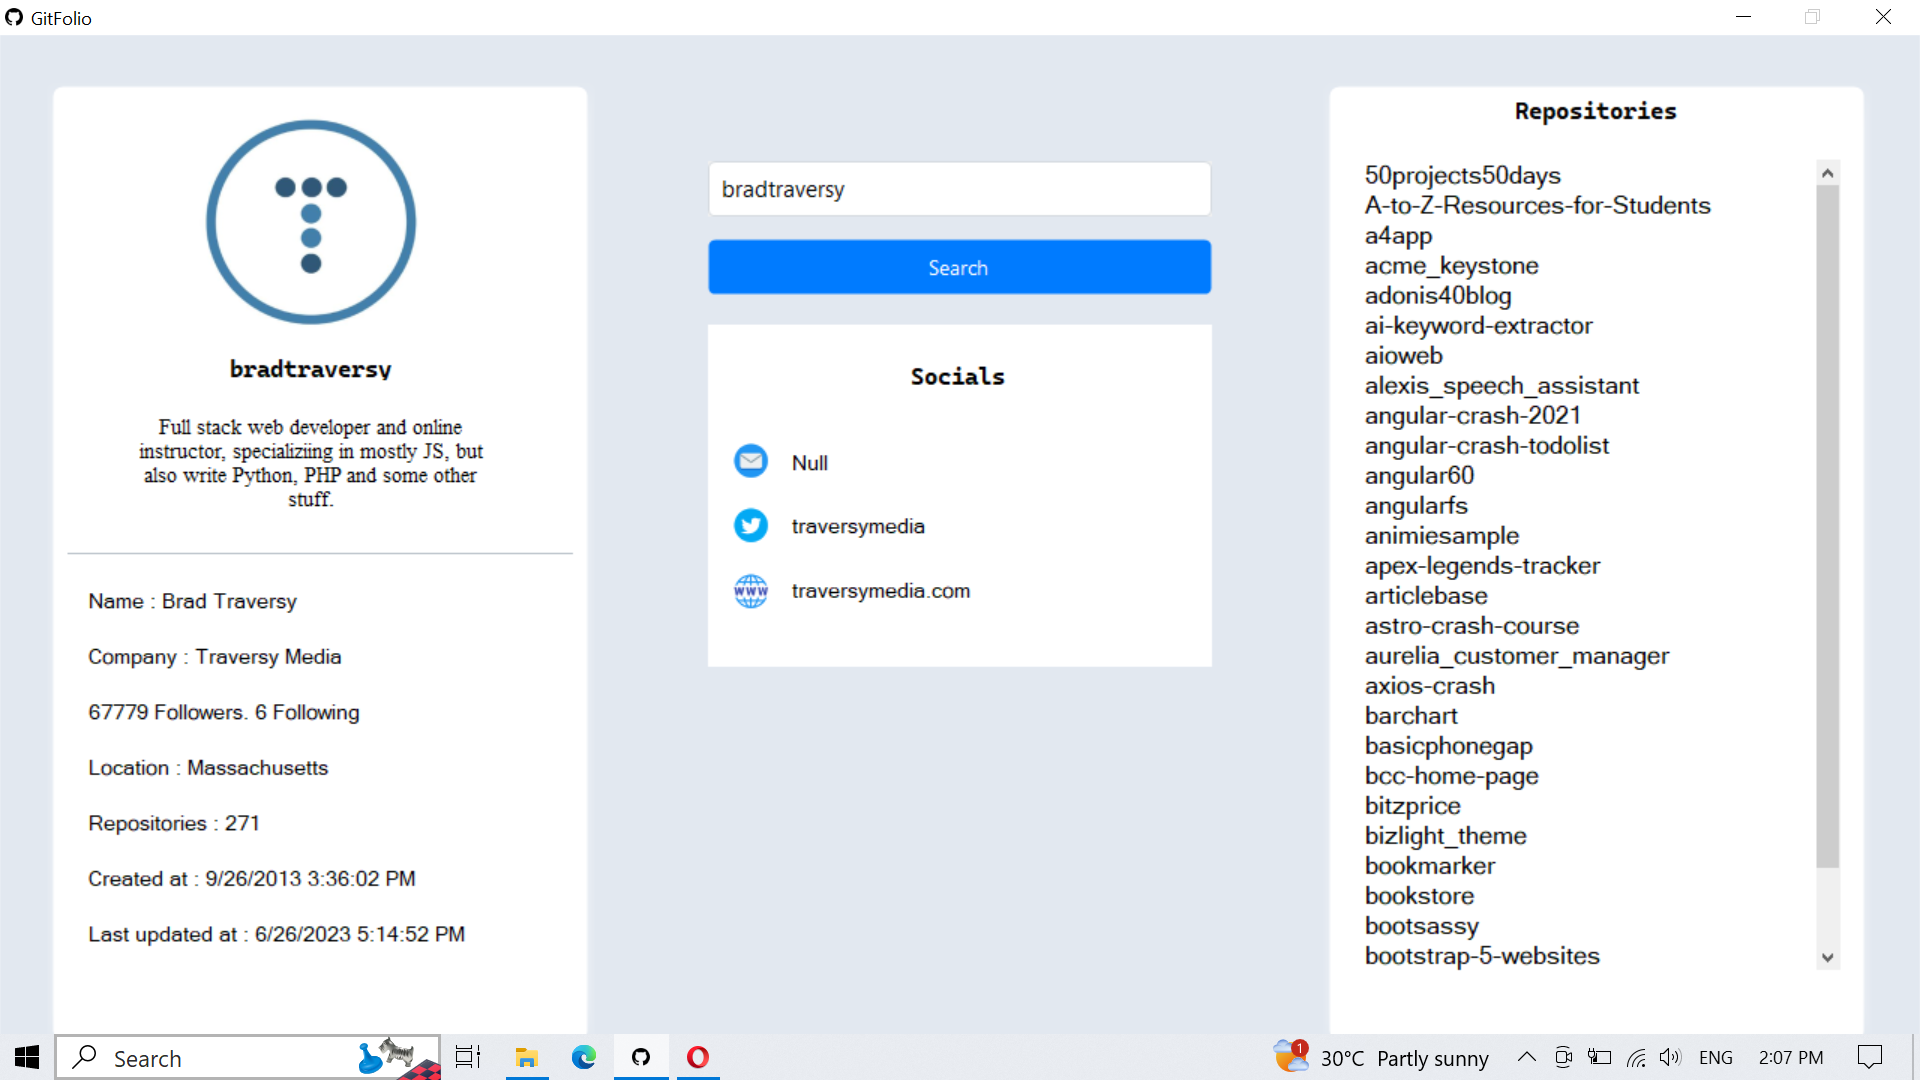 GitFolio
bradtraversy
Full stack web developer and online
instructor, specializiing in mostly JS, but
also write Python, PHP and some other
stuff.
Name : Brad Traversy
Company : Traversy Media
67779 Followers. 6 Following
Location : Massachusetts
Repositories : 271
Created at : 9/26/2013 3:36:02 PM
Last updated at : 6/26/2023 5:14:52 PM
bradtraversy
Search
Socials
Null
traversymedia
www
traversymedia.com
Repositories
50projects50days
A-to-Z-Resources-for-Students
a4app
acme_keystone
adonis40blog
ai-keyword-extractor
aioweb
alexis_speech_assistant
angular-crash-2021
angular-crash-todolist
angular60
angularfs
animiesample
apex-legends-tracker
articlebase
astro-crash-course
aurelia_customer_manager
axios-crash
barchart
basicphonegap
bcc-home-page
bitzprice
bizlight_theme
bookmarker
bookstore
bootsassy
bootstrap-5-websites
Search
1
30°C Partly sunny
ENG
2:07 PM